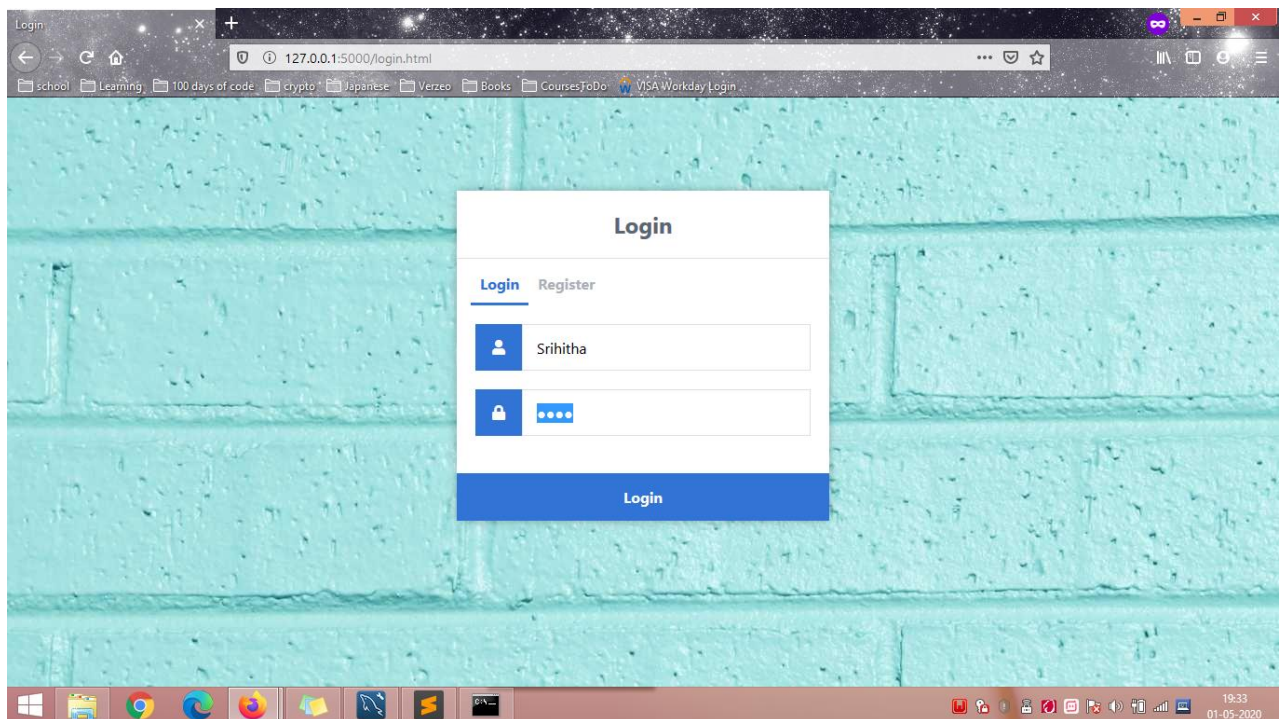 Login
127.0.0.1:5000/login.html
school Learning 100 days of code crypto Japanese Verzeo Books CoursesToDo VISA Workday Login
Login
Login Register
Srihitha
••••
Login
19:33
01-05-2020